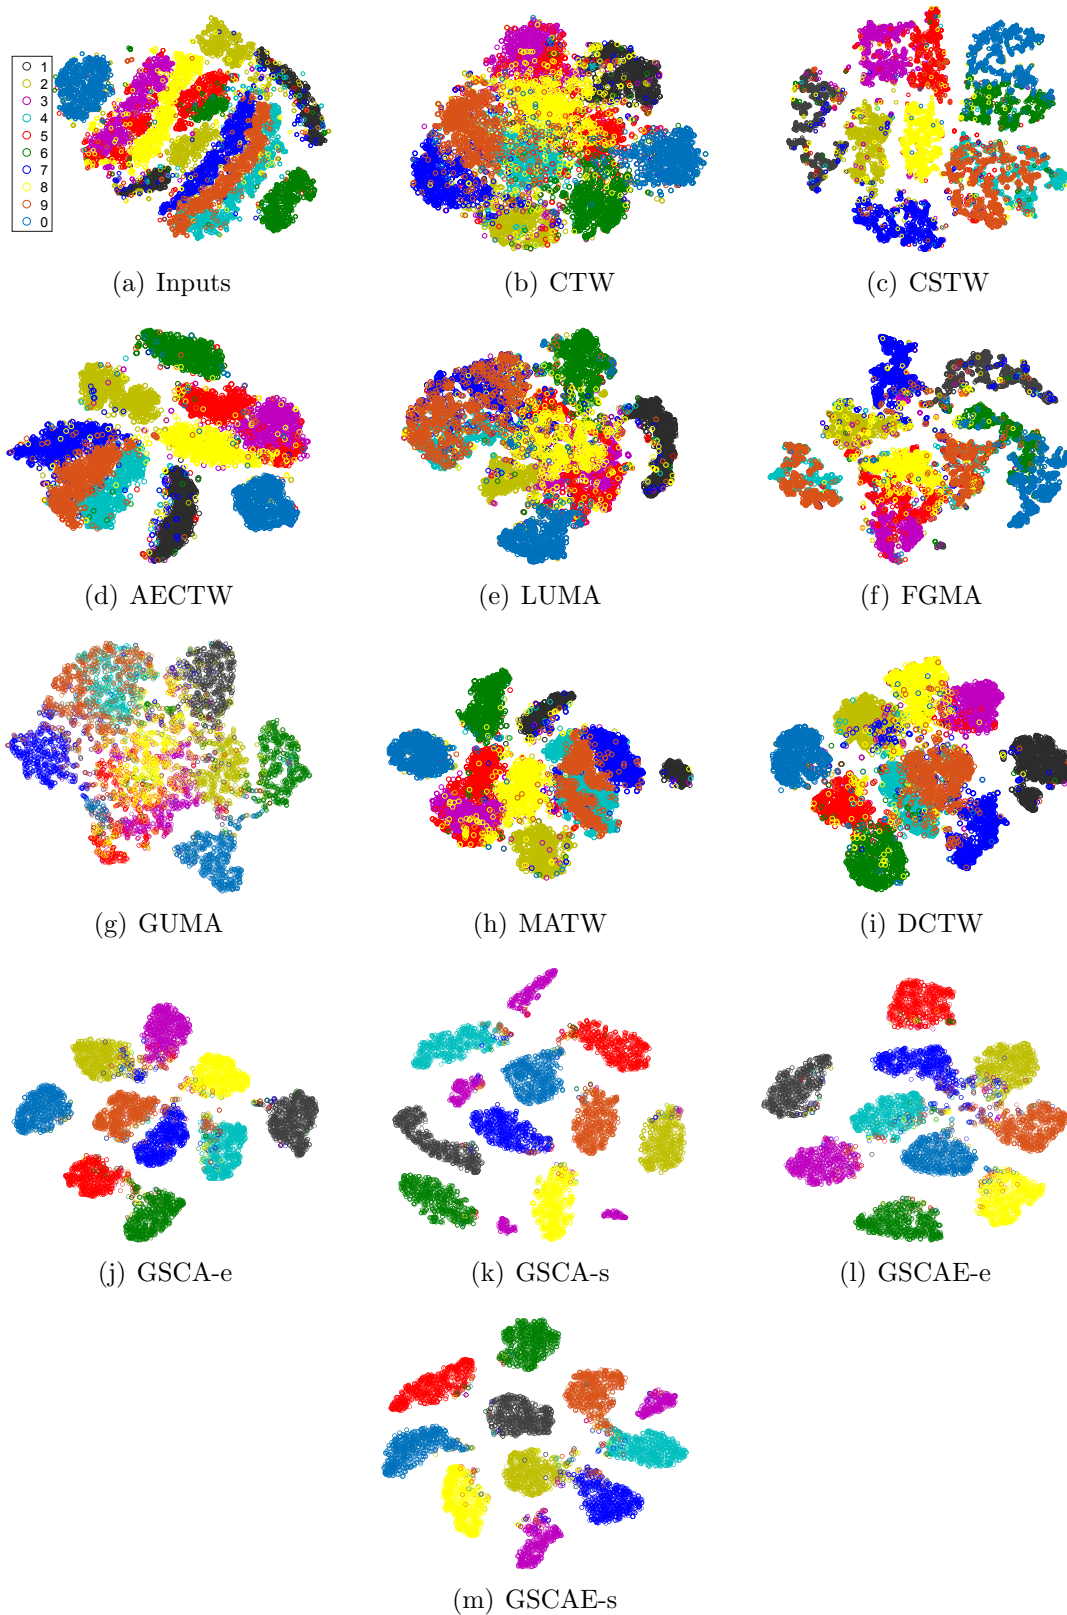 1
2
3
4
5
6
7
8
9
0
(a) Inputs
(b) CTW
(c) CSTW
(d) AECTW
(e) LUMA
(f) FGMA
(g) GUMA
(h) MATW
(i) DCTW
(j) GSCA-e
(k) GSCA-s
(l) GSCAE-e
(m) GSCAE-s